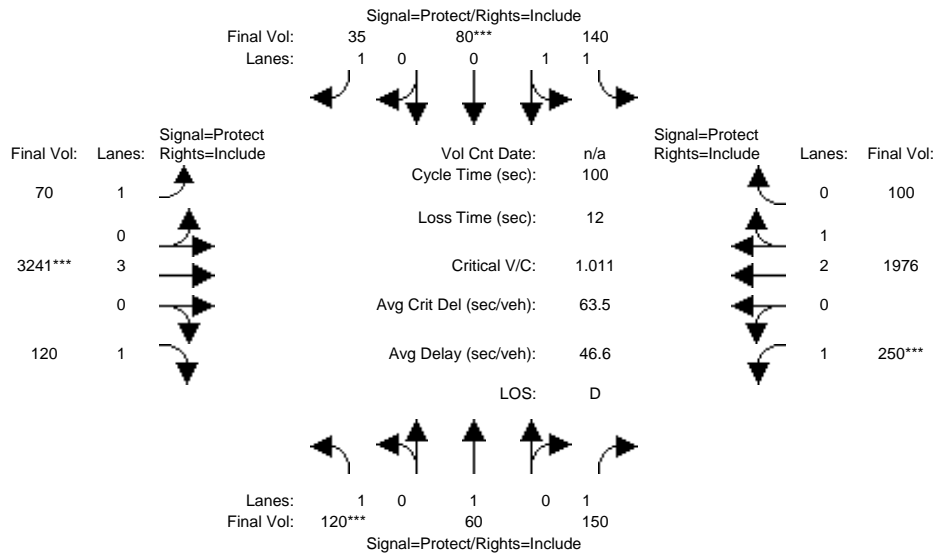 Signal=Protect/Rights=Include
Final Vol: 35 80*** 140
Lanes: 1 0 0 1 1
Signal=Protect
Final Vol: Lanes: Rights=Include
Vol Cnt Date: n/a
Cycle Time (sec): 100
Signal=Protect
Rights=Include Lanes: Final Vol:
70 1
0 100
Loss Time (sec): 12
0
1
3241*** 3
Critical V/C: 1.011
2 1976
0
Avg Crit Del (sec/veh): 63.5
0
120 1
Avg Delay (sec/veh): 46.6
1 250***
LOS: D
Lanes: 1 0 1 0 1
Final Vol: 120*** 60 150
Signal=Protect/Rights=Include